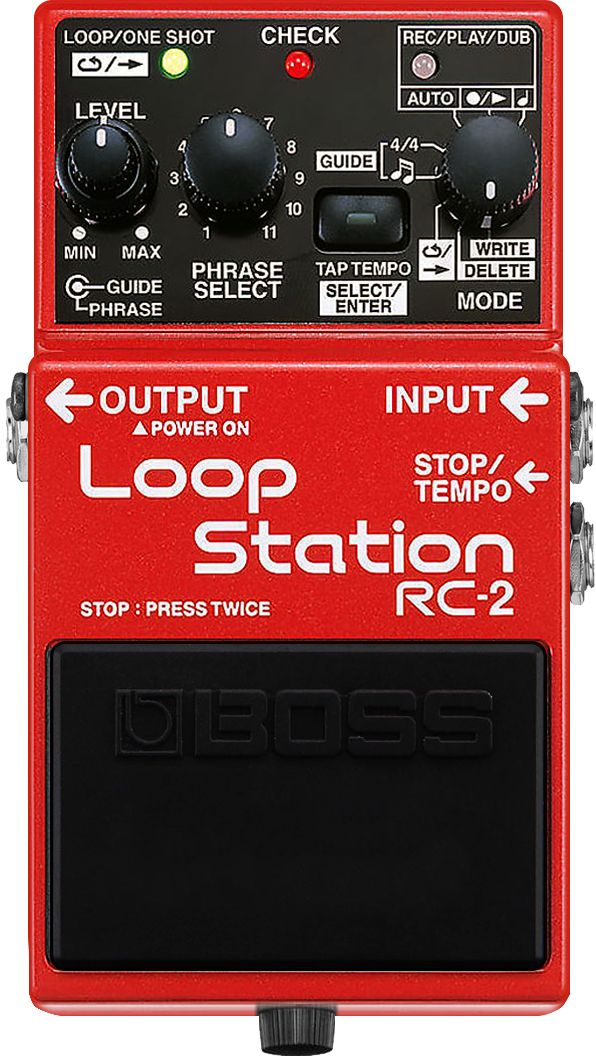 LOOP/ONE SHOT
CHECK
REC/PLAY/DUB
AUTO
LEVEL
7
4/4
4
8
GUIDE
3
9
2
10
1
11
MIN MAX
PHRASE
SELECT
TAP TEMPO
SELECT/
ENTER
WRITE
DELETE
MODE
GUIDE
PHRASE
OUTPUT
▲POWER ON
INPUT
STOP/
TEMPO
Loop
Station
RC-2
STOP : PRESS TWICE
BOSS